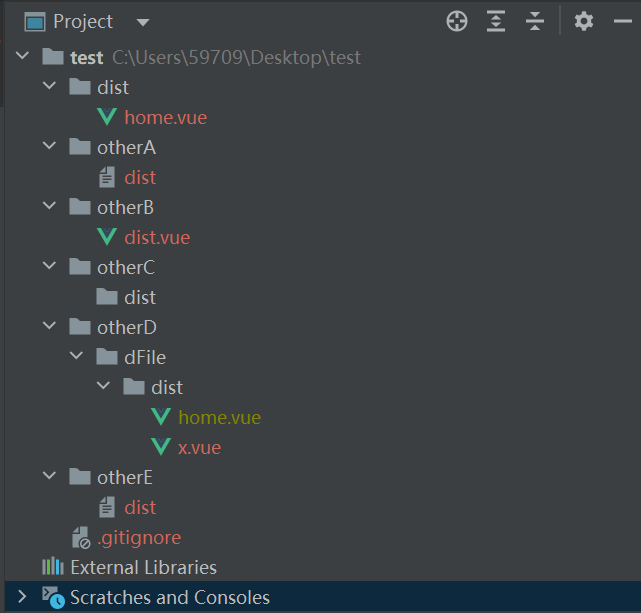 Project
test C:\Users\59709\Desktop\test
dist
home.vue
otherA
dist
otherB
dist.vue
otherC
dist
otherD
dFile
dist
home.vue
x.vue
otherE
dist
.gitignore
External Libraries
Scratches and Consoles